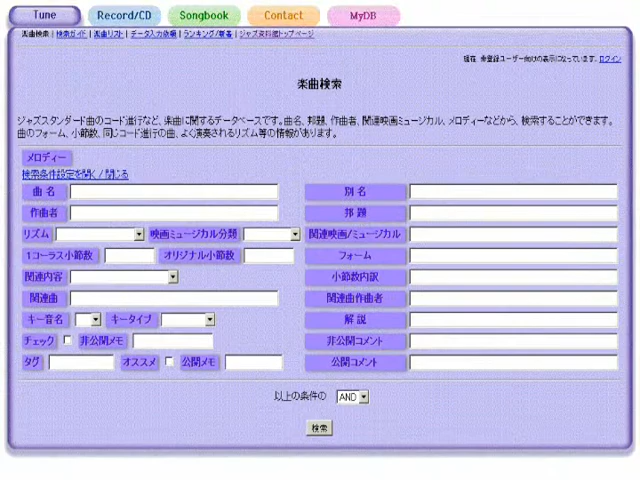 Tune Record/CD Songbook Contact MyDB
楽曲検索 | 検索ガイド | 楽曲リスト | データ入力依頼 | ランキング/新着 | ジャズ資料館トップページ
現在 未登録ユーザー向けの表示になっています。ログイン
楽曲検索
ジャズスタンダード曲のコード進行など、楽曲に関するデータベースです。曲名、邦題、作曲者、関連映画ミュージカル、メロディーなどから、検索することができます。
曲のフォーム、小節数、同じコード進行の曲、よく演奏されるリズム等の情報があります。
メロディー
検索条件設定を開く / 閉じる
曲 名 別 名
作曲者 邦 題
リズム 映画ミュージカル分類 関連映画/ミュージカル
1コーラス小節数 オリジナル小節数 フォーム
関連内容 小節数内訳
関連曲 関連曲作曲者
キー音名 キータイプ 解 説
チェック 非公開メモ 非公開コメント
タグ オススメ 公開メモ 公開コメント
以上の条件の AND
検索